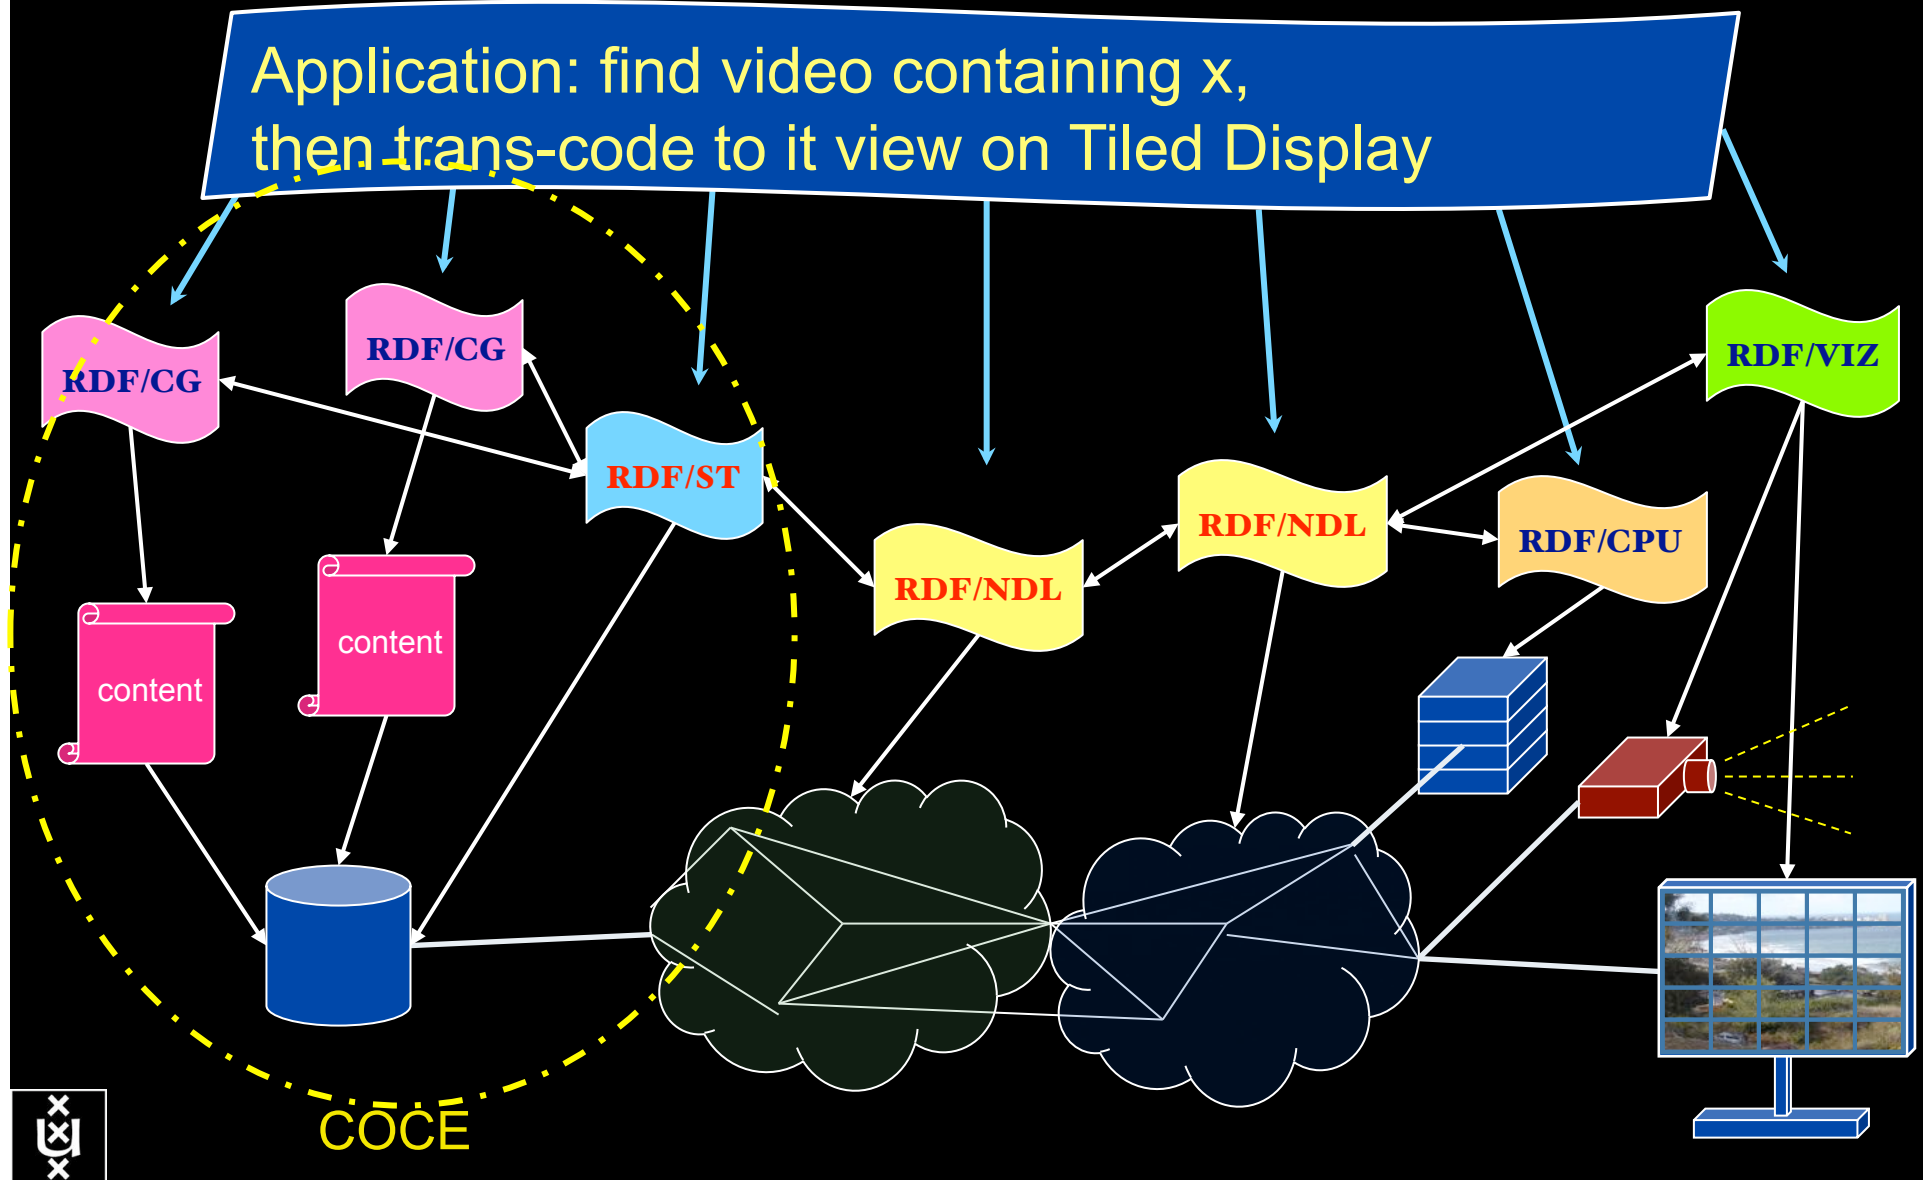 Application: find video containing x,
then trans-code to it view on Tiled Display
RDF/CG
RDF/CG
RDF/VIZ
RDF/ST
RDF/NDL
RDF/CPU
RDF/NDL
content
content
COCE